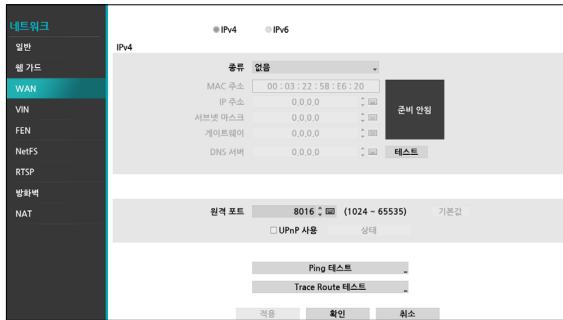 네트워크
일반
웹 가드
WAN
VIN
FEN
NetFS
RTSP
방화벽
NAT
IPv4 IPv6
IPv4
종류 없음
MAC 주소 00 : 03 : 22 : 58 : E6 : 20
IP 주소 0.0.0.0
서브넷 마스크 0.0.0.0
게이트웨이 0.0.0.0
준비 안됨
DNS 서버 0.0.0.0 테스트
원격 포트 8016 (1024 ~ 65535) 기본값
UPnP 사용 상태
Ping 테스트
Trace Route 테스트
적용 확인 취소